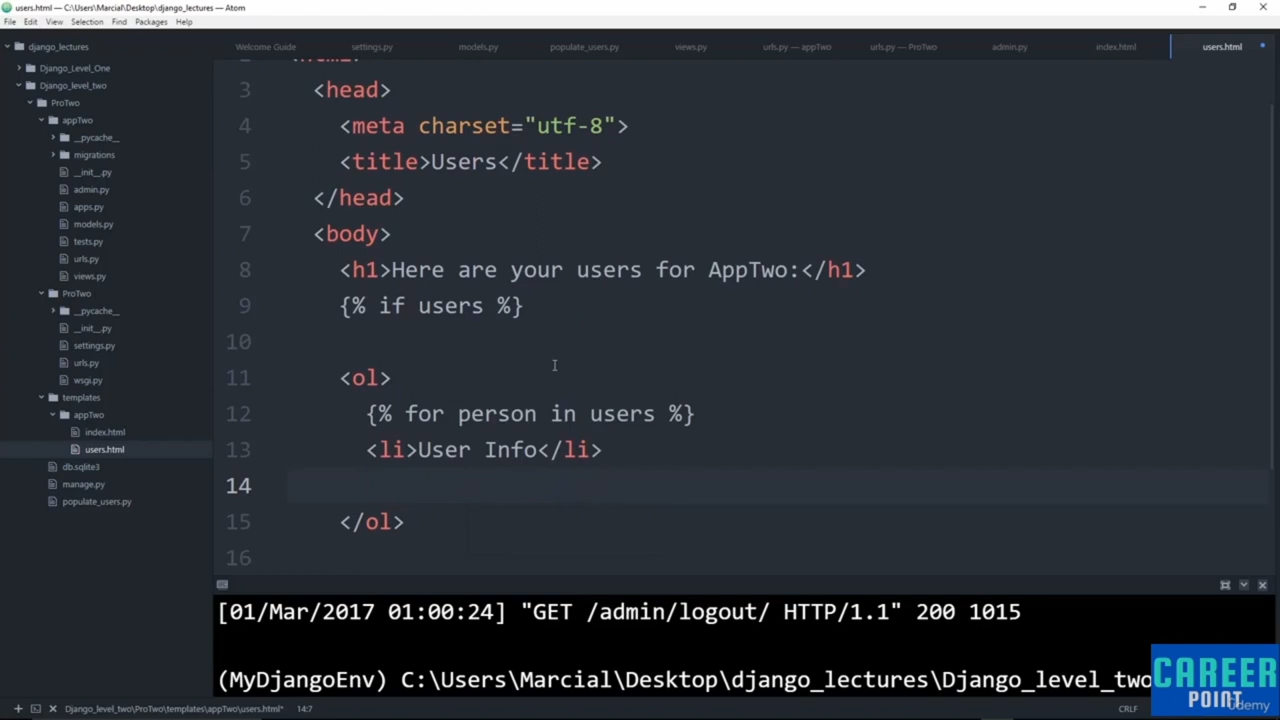 users.html — C:\Users\Marcial\Desktop\django_lectures — Atom
File Edit View Selection Find Packages Help
django_lectures
Django_Level_One
Django_level_two
ProTwo
appTwo
__pycache__
migrations
__init__.py
admin.py
apps.py
models.py
tests.py
urls.py
views.py
ProTwo
__pycache__
__init__.py
settings.py
urls.py
wsgi.py
templates
appTwo
index.html
users.html
db.sqlite3
manage.py
populate_users.py
Welcome Guide settings.py models.py populate_users.py views.py urls.py — appTwo urls.py — ProTwo admin.py index.html users.html
2 <html>
3 <head>
4 <meta charset="utf-8">
5 <title>Users</title>
6 </head>
7 <body>
8 <h1>Here are your users for AppTwo:</h1>
9 {% if users %}
10
11 <ol>
12 {% for person in users %}
13 <li>User Info</li>
14
15 </ol>
16
[01/Mar/2017 01:00:24] "GET /admin/logout/ HTTP/1.1" 200 1015
(MyDjangoEnv) C:\Users\Marcial\Desktop\django_lectures\Django_level_two
CAREER
POINT
Udemy
Django_level_two\ProTwo\templates\appTwo\users.html* 14:7 CRLF